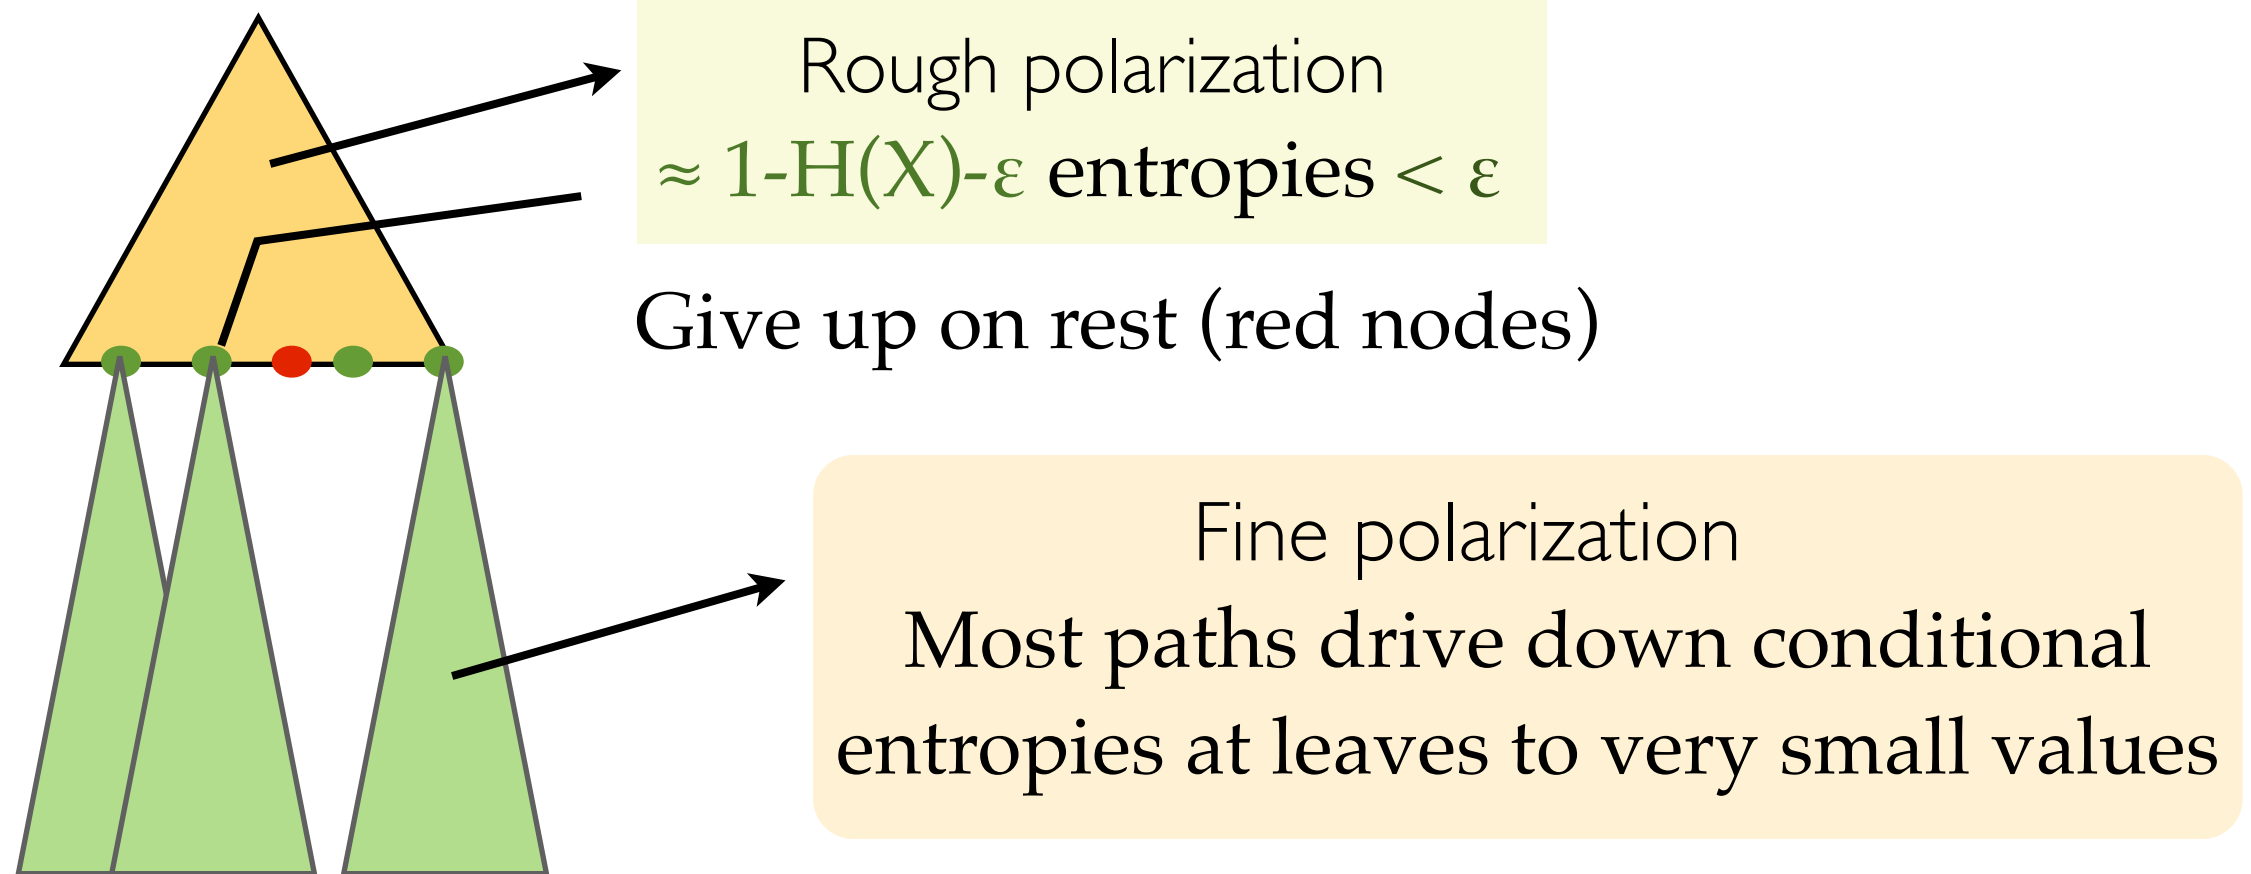 Rough polarization
≈ 1-H(X)-ε entropies < ε
Give up on rest (red nodes)
Fine polarization
Most paths drive down conditional
entropies at leaves to very small values